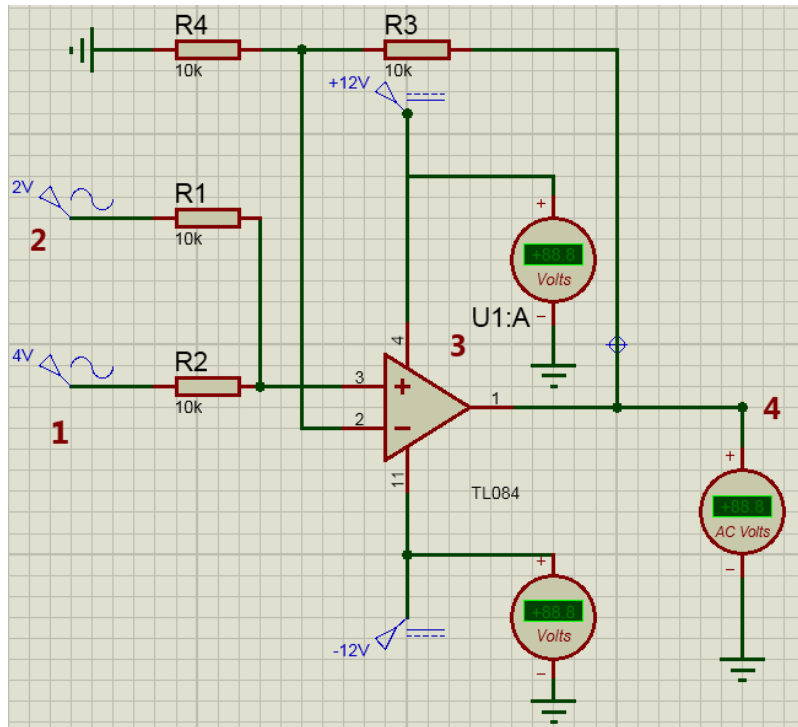 R4
10k
R3
10k
+12V
2V
2
R1
10k
+
+88.8
Volts
−
U1:A
4V
1
R2
10k
4
3
3
+
2
−
1
11
TL084
4
+
+88.8
AC Volts
−
-12V
+
+88.8
Volts
−